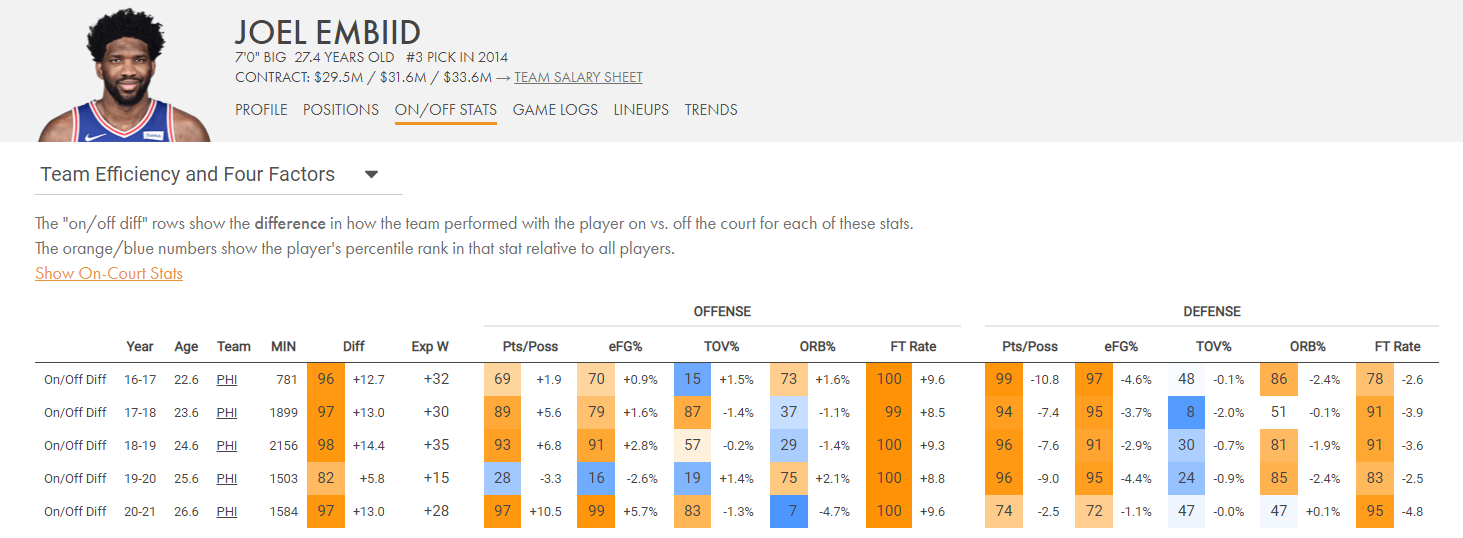 JOEL EMBIID
7'0" BIG 27.4 YEARS OLD #3 PICK IN 2014
CONTRACT: $29.5M / $31.6M / $33.6M → TEAM SALARY SHEET
PROFILE POSITIONS ON/OFF STATS GAME LOGS LINEUPS TRENDS
Team Efficiency and Four Factors
The "on/off diff" rows show the difference in how the team performed with the player on vs. off the court for each of these stats.
The orange/blue numbers show the player's percentile rank in that stat relative to all players.
Show On-Court Stats
OFFENSE DEFENSE
Year Age Team MIN Diff Exp W Pts/Poss eFG% TOV% ORB% FT Rate Pts/Poss eFG% TOV% ORB% FT Rate
On/Off Diff 16-17 22.6 PHI 781 96 +12.7 +32 69 +1.9 70 +0.9% 15 +1.5% 73 +1.6% 100 +9.6 99 -10.8 97 -4.6% 48 -0.1% 86 -2.4% 78 -2.6
On/Off Diff 17-18 23.6 PHI 1899 97 +13.0 +30 89 +5.6 79 +1.6% 87 -1.4% 37 -1.1% 99 +8.5 94 -7.4 95 -3.7% 8 -2.0% 51 -0.1% 91 -3.9
On/Off Diff 18-19 24.6 PHI 2156 98 +14.4 +35 93 +6.8 91 +2.8% 57 -0.2% 29 -1.4% 100 +9.3 96 -7.6 91 -2.9% 30 -0.7% 81 -1.9% 91 -3.6
On/Off Diff 19-20 25.6 PHI 1503 82 +5.8 +15 28 -3.3 16 -2.6% 19 +1.4% 75 +2.1% 100 +8.8 96 -9.0 95 -4.4% 24 -0.9% 85 -2.4% 83 -2.5
On/Off Diff 20-21 26.6 PHI 1584 97 +13.0 +28 97 +10.5 99 +5.7% 83 -1.3% 7 -4.7% 100 +9.6 74 -2.5 72 -1.1% 47 -0.0% 47 +0.1% 95 -4.8